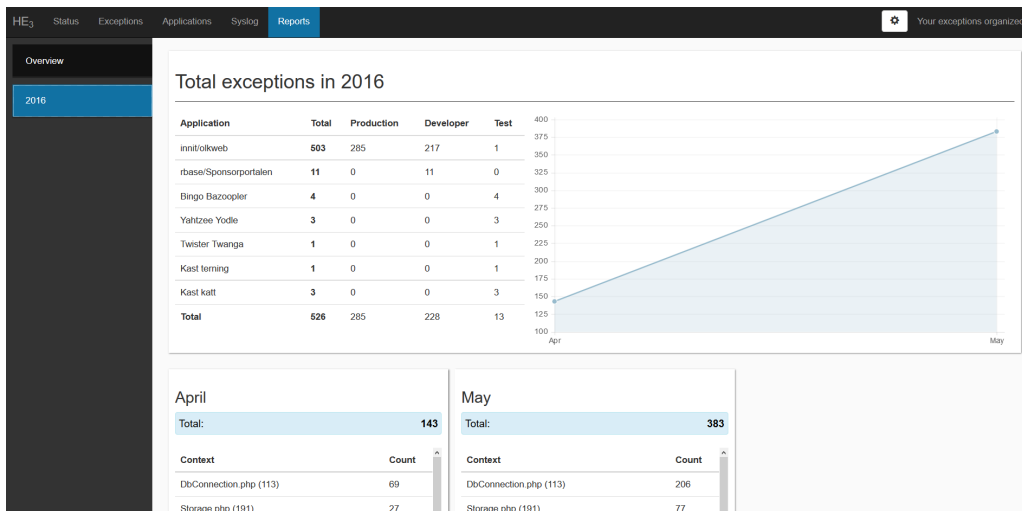 HE3 Status Exceptions Applications Syslog Reports Your exceptions organized
Overview
2016
Total exceptions in 2016
Application Total Production Developer Test
innit/olkweb 503 285 217 1
rbase/Sponsorportalen 11 0 11 0
Bingo Bazoopler 4 0 0 4
Yahtzee Yodle 3 0 0 3
Twister Twanga 1 0 0 1
Kast terning 1 0 0 1
Kast katt 3 0 0 3
Total 526 285 228 13
400
375
350
325
300
275
250
225
200
175
150
125
100
Apr May
April
Total: 143
Context Count
DbConnection.php (113) 69
Storage.php (191) 27
May
Total: 383
Context Count
DbConnection.php (113) 206
Storage.php (191) 77